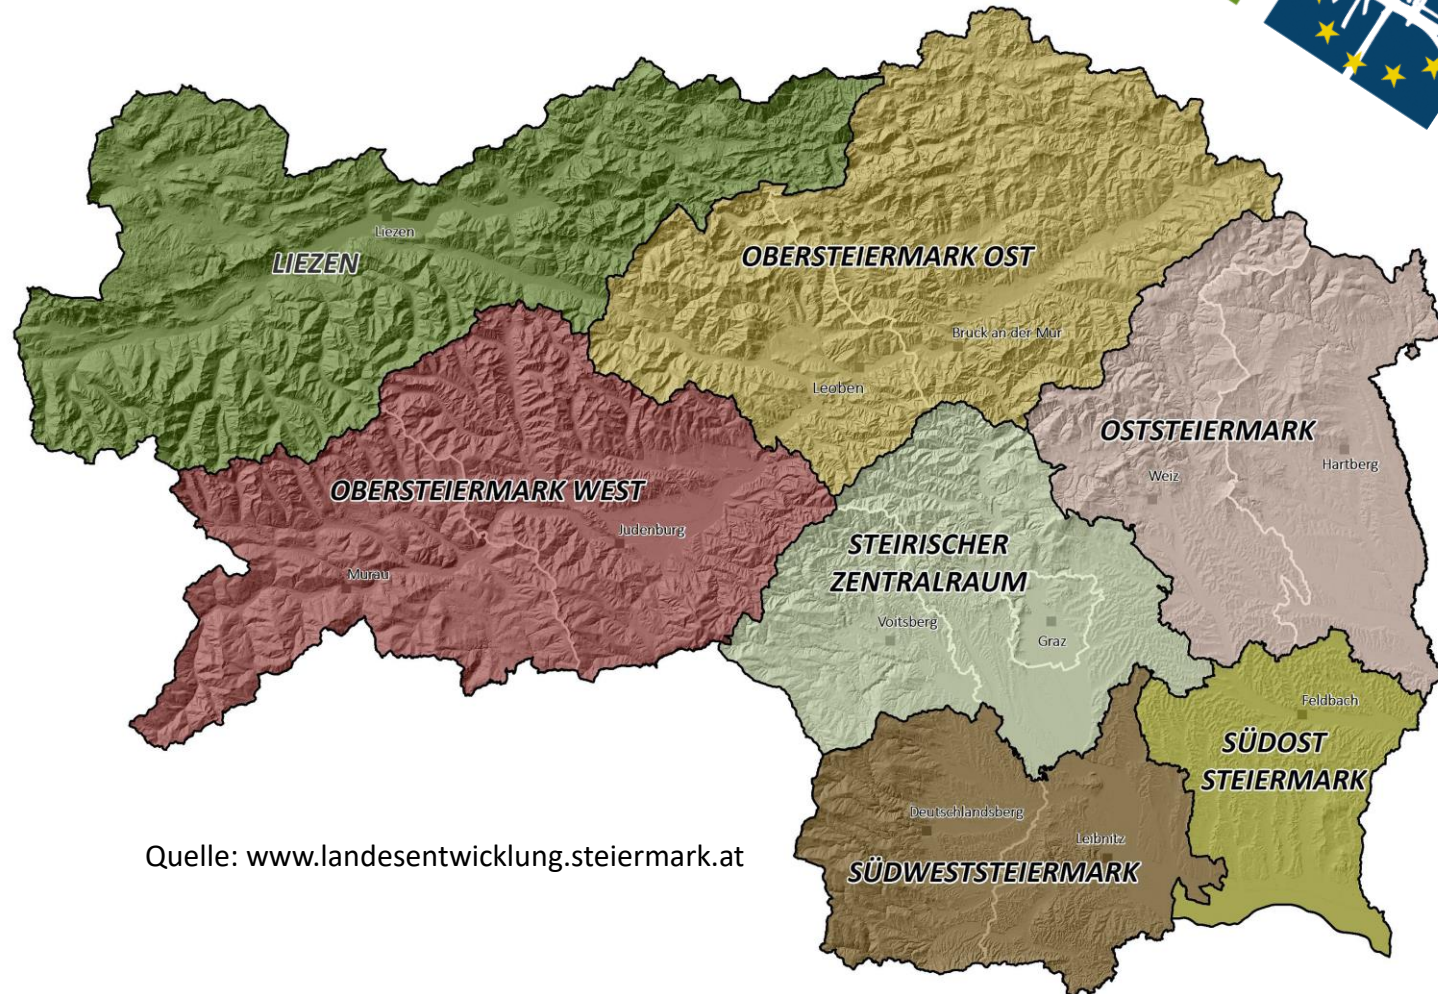 Liezen
LIEZEN
OBERSTEIERMARK OST
Bruck an der Mur
Leoben
OSTSTEIERMARK
Hartberg
Weiz
OBERSTEIERMARK WEST
Judenburg
Murau
STEIRISCHER
ZENTRALRAUM
Voitsberg
Graz
Feldbach
SÜDOST
STEIERMARK
Deutschlandsberg
Leibnitz
SÜDWESTSTEIERMARK
Quelle: www.landesentwicklung.steiermark.at